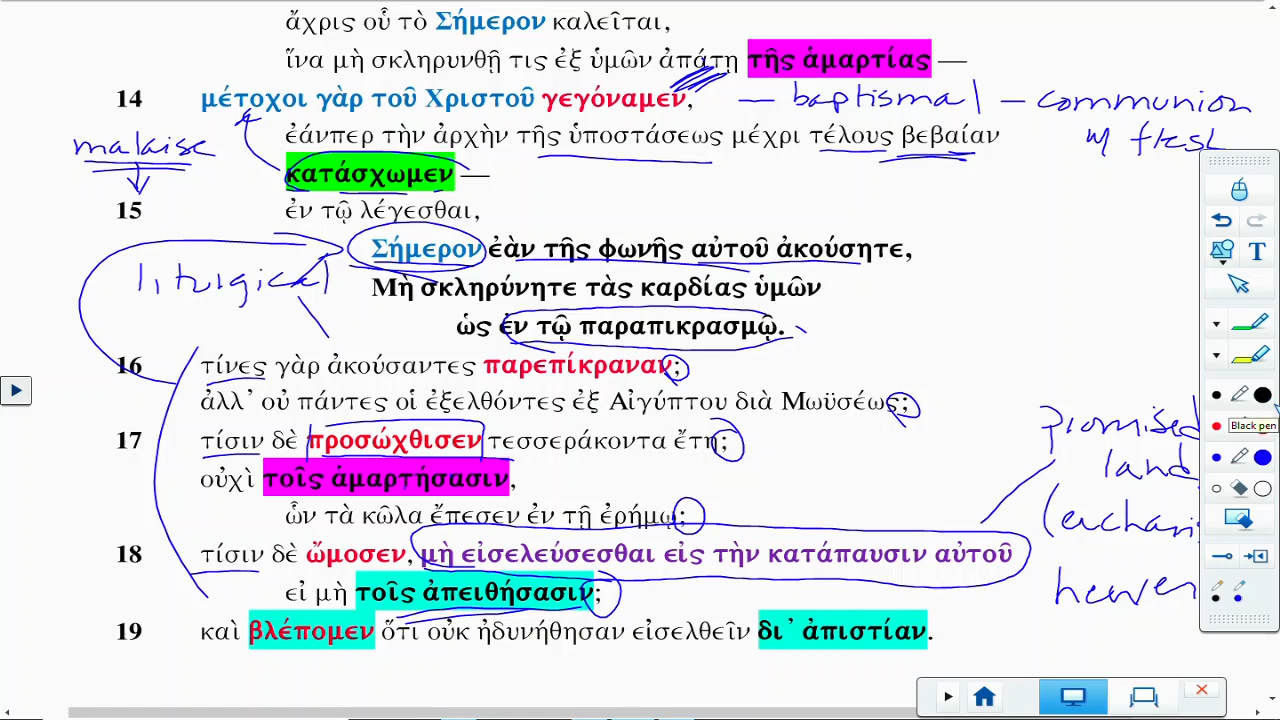 ἄχρις οὗ τὸ Σήμερον καλεῖται,
ἵνα μὴ σκληρυνθῇ τις ἐξ ὑμῶν ἀπάτῃ τῆς ἁμαρτίας —
14 μέτοχοι γὰρ τοῦ Χριστοῦ γεγόναμεν, — baptismal — communion
w flesh
ἐάνπερ τὴν ἀρχὴν τῆς ὑποστάσεως μέχρι τέλους βεβαίαν
malaise
κατάσχωμεν —
15 ἐν τῷ λέγεσθαι,
Σήμερον ἐὰν τῆς φωνῆς αὐτοῦ ἀκούσητε,
liturgical
Μὴ σκληρύνητε τὰς καρδίας ὑμῶν
ὡς ἐν τῷ παραπικρασμῷ.
16 τίνες γὰρ ἀκούσαντες παρεπίκραναν;
ἀλλ᾽ οὐ πάντες οἱ ἐξελθόντες ἐξ Αἰγύπτου διὰ Μωϋσέως;
17 τίσιν δὲ προσώχθισεν τεσσεράκοντα ἔτη;
promised
land
οὐχὶ τοῖς ἁμαρτήσασιν,
ὧν τὰ κῶλα ἔπεσεν ἐν τῇ ἐρήμῳ;
18 τίσιν δὲ ὤμοσεν, μὴ εἰσελεύσεσθαι εἰς τὴν κατάπαυσιν αὐτοῦ
εἰ μὴ τοῖς ἀπειθήσασιν;
heaven
19 καὶ βλέπομεν ὅτι οὐκ ἠδυνήθησαν εἰσελθεῖν δι᾽ ἀπιστίαν.
T
Black pen